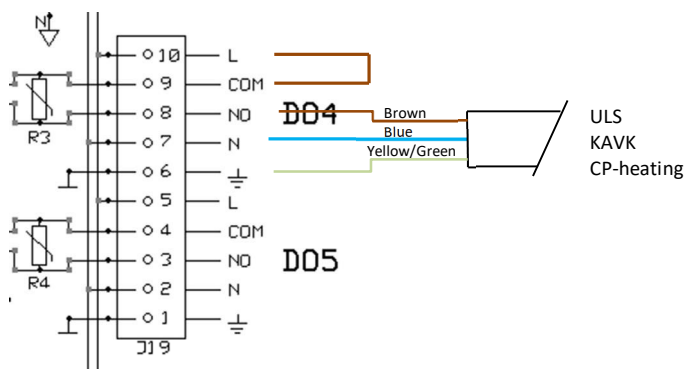 N
10 L
9 COM
8 NO DO4 Brown ULS
R3
7 N Blue KAVK
Yellow/Green
6 CP-heating
5 L
4 COM
3 NO DO5
R4
2 N
1
J19